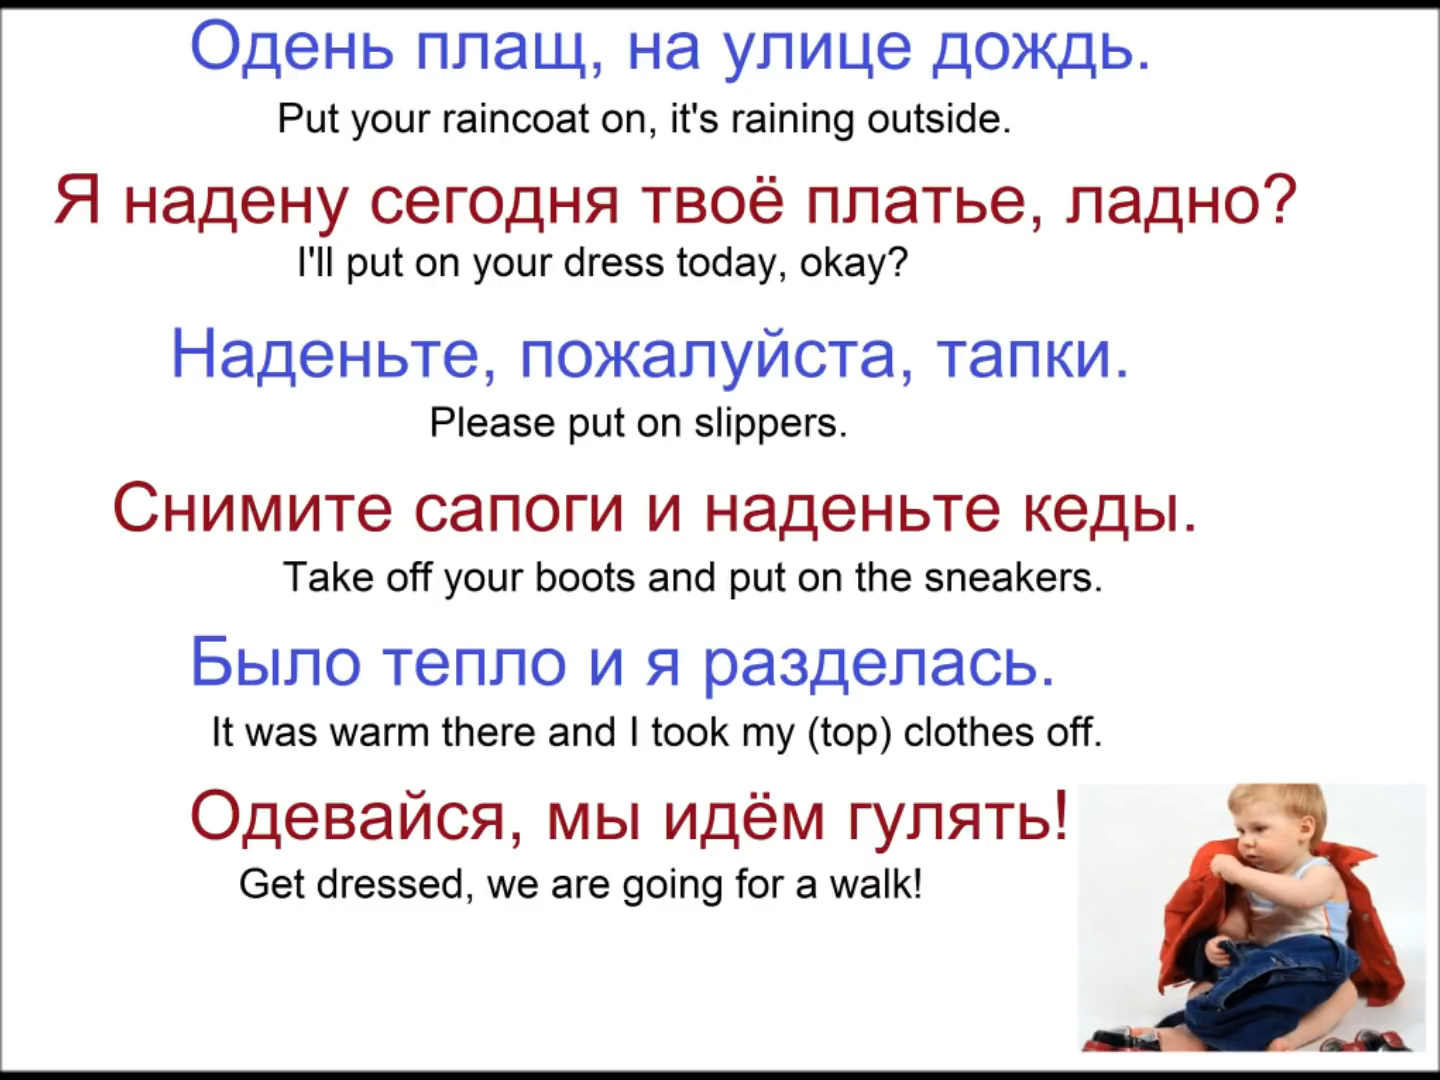 Одень плащ, на улице дождь.
Put your raincoat on, it's raining outside.
Я надену сегодня твоё платье, ладно?
I'll put on your dress today, okay?
Наденьте, пожалуйста, тапки.
Please put on slippers.
Снимите сапоги и наденьте кеды.
Take off your boots and put on the sneakers.
Было тепло и я разделась.
It was warm there and I took my (top) clothes off.
Одевайся, мы идём гулять!
Get dressed, we are going for a walk!